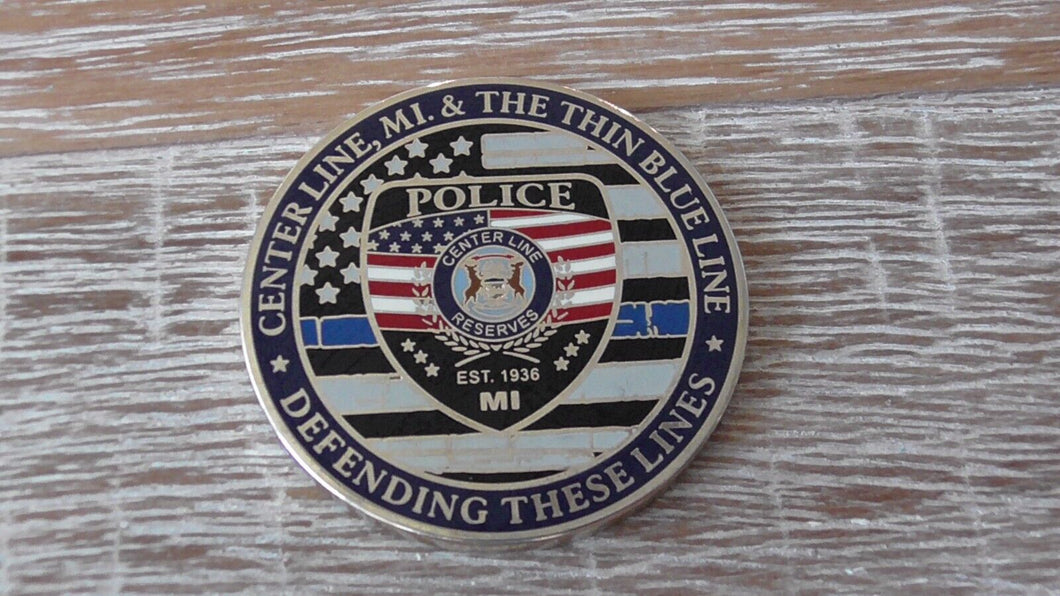 CENTER LINE, MI. & THE THIN BLUE LINE
POLICE
CENTER LINE
RESERVES
EST. 1936
MI
DEFENDING THESE LINES